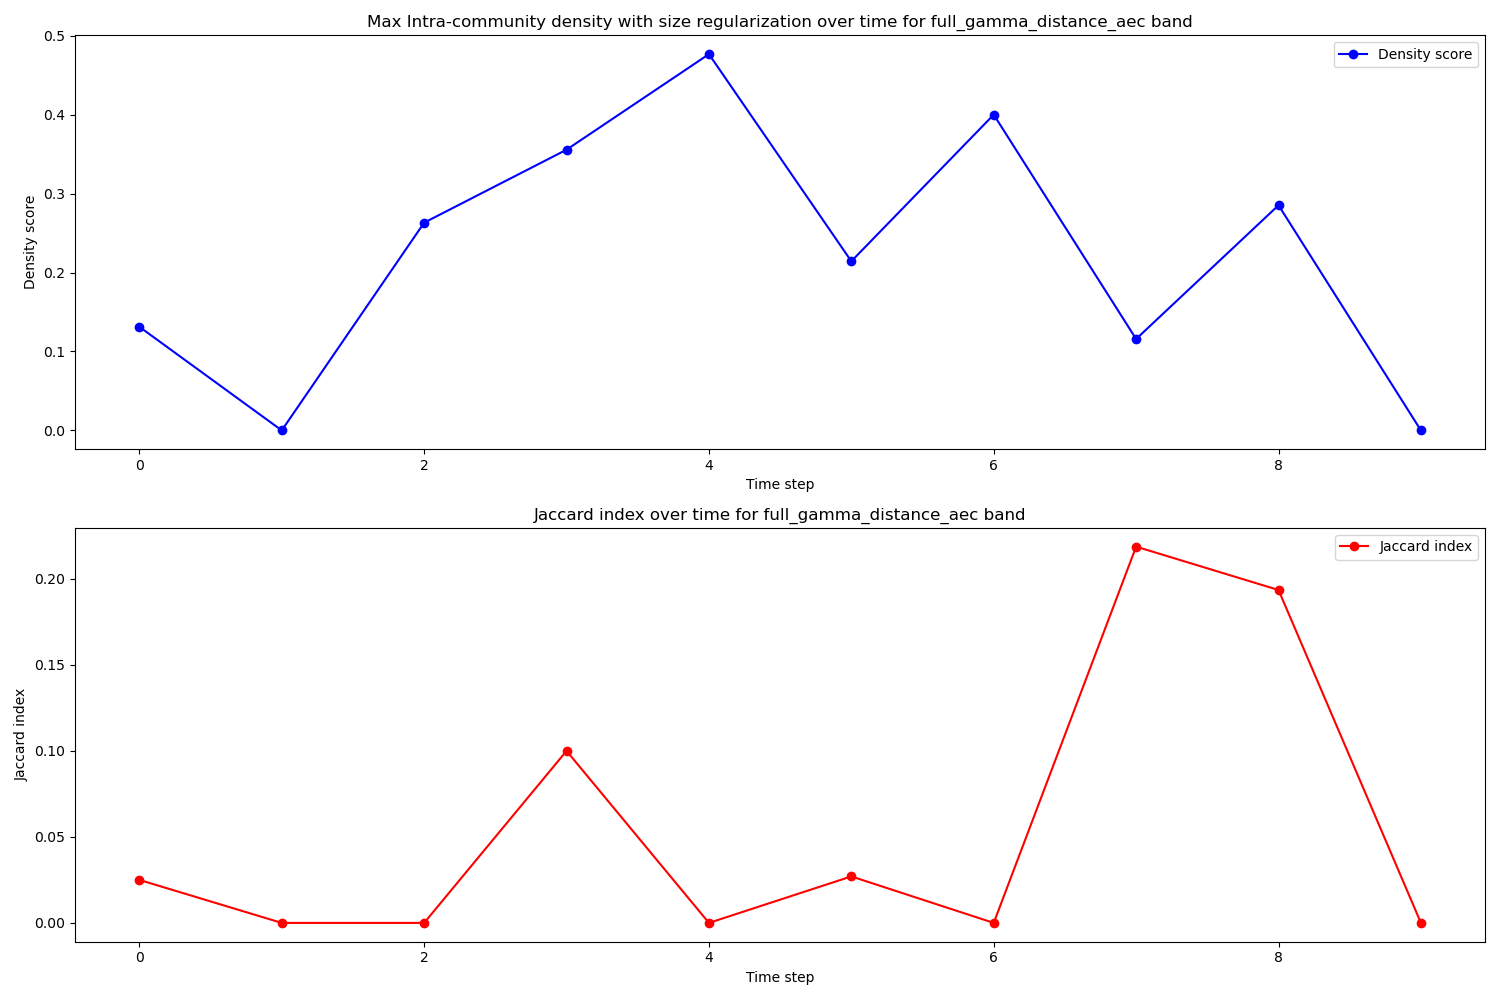 Max Intra-community density with size regularization over time for full_gamma_distance_aec band
Density score
0.5
0.4
0.3
0.2
0.1
0.0
Density score
0
2
4
6
8
Time step
Jaccard index over time for full_gamma_distance_aec band
Jaccard index
0.20
0.15
0.10
0.05
0.00
Jaccard index
0
2
4
6
8
Time step